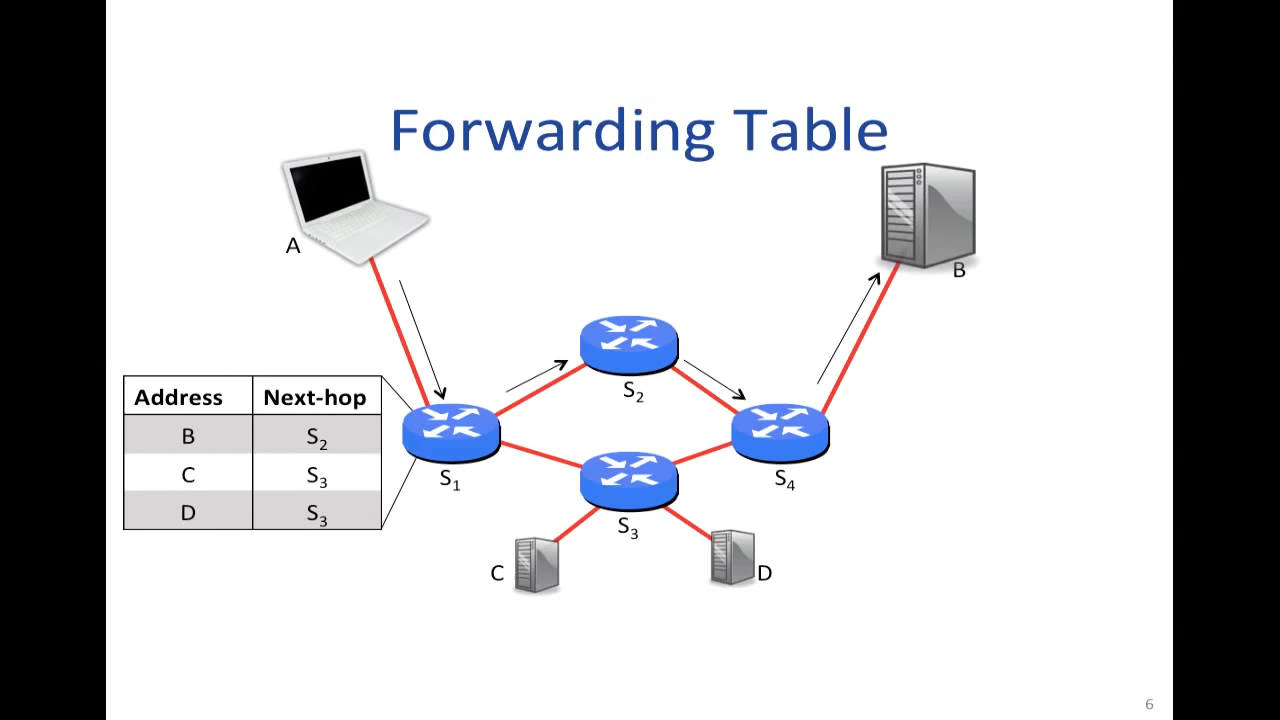 Forwarding Table
A
B
Address Next-hop
B S₂
C S₃
D S₃
S₁
S₂
S₃
S₄
C
D
6